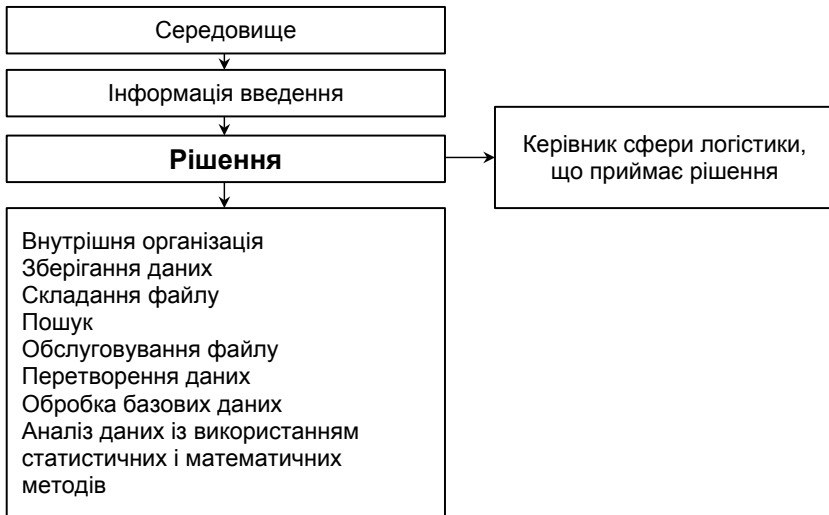 Середовище
Інформація введення
Рішення
Керівник сфери логістики,
що приймає рішення
Внутрішня організація
Зберігання даних
Складання файлу
Пошук
Обслуговування файлу
Перетворення даних
Обробка базових даних
Аналіз даних із використанням
статистичних і математичних
методів